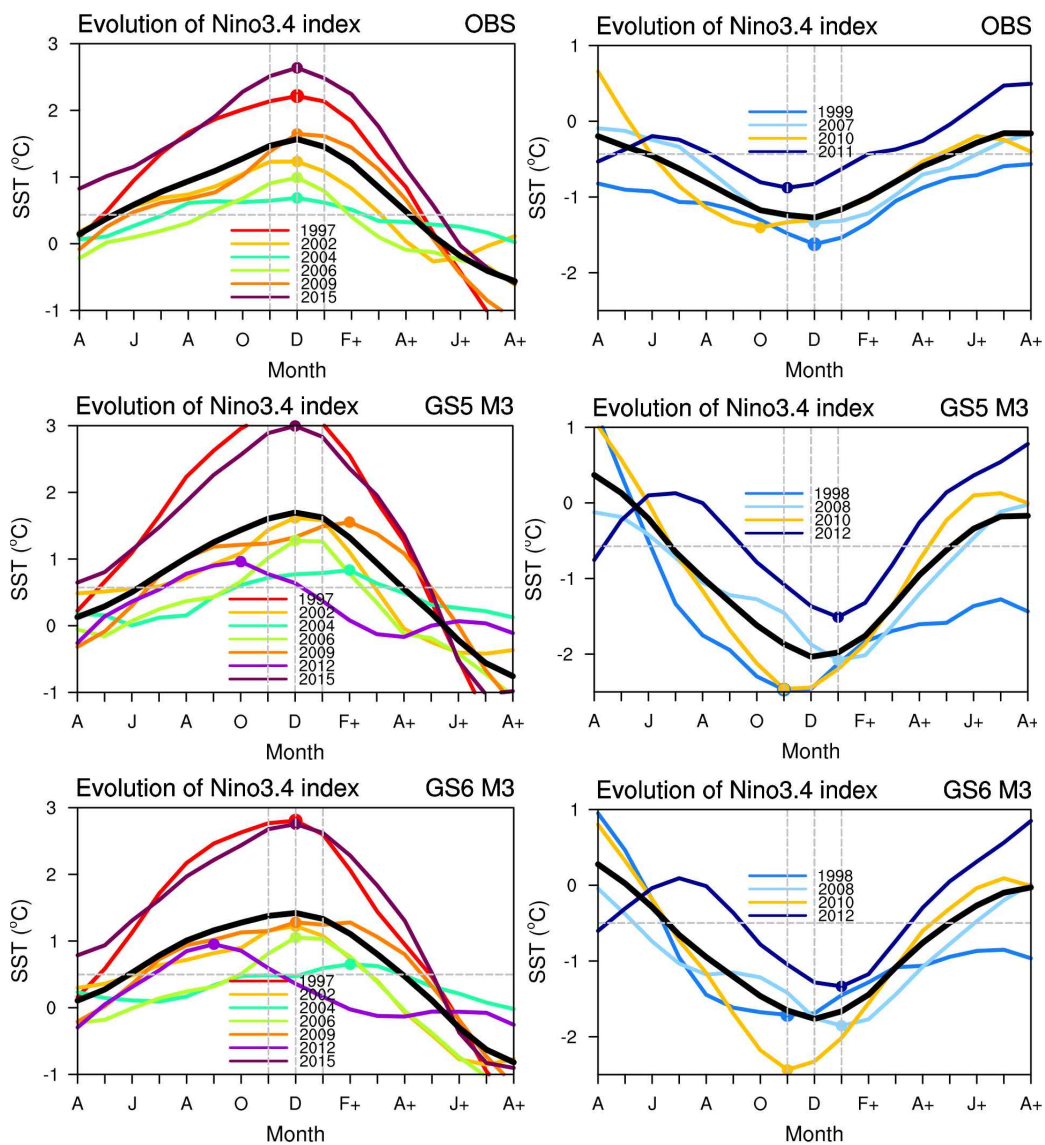 Evolution of Nino3.4 index OBS
3
2
1
0
-1
SST (°C)
1997
2002
2004
2006
2009
2015
A J A O D F+ A+ J+ A+
Month
Evolution of Nino3.4 index OBS
1
0
-1
-2
SST (°C)
1999
2007
2010
2011
A J A O D F+ A+ J+ A+
Month
Evolution of Nino3.4 index GS5 M3
3
2
1
0
-1
SST (°C)
1997
2002
2004
2006
2009
2012
2015
A J A O D F+ A+ J+ A+
Month
Evolution of Nino3.4 index GS5 M3
1
0
-1
-2
SST (°C)
1998
2008
2010
2012
A J A O D F+ A+ J+ A+
Month
Evolution of Nino3.4 index GS6 M3
3
2
1
0
-1
SST (°C)
1997
2002
2004
2006
2009
2012
2015
A J A O D F+ A+ J+ A+
Month
Evolution of Nino3.4 index GS6 M3
1
0
-1
-2
SST (°C)
1998
2008
2010
2012
A J A O D F+ A+ J+ A+
Month